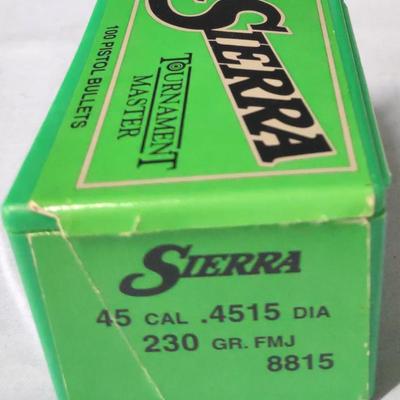 SIERRA
TOURNAMENT
MASTER
100 PISTOL BULLETS
SIERRA
45 CAL .4515 DIA
230 GR. FMJ
8815